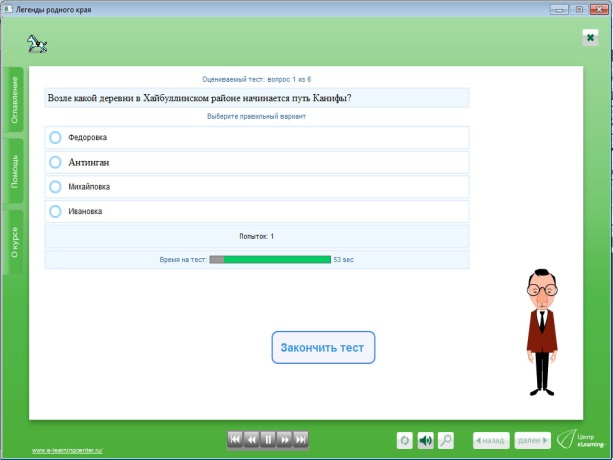 Легенды родного края
Оглавление
Помощь
О курсе
Оцениваемый тест: вопрос 1 из 6
Возле какой деревни в Хайбуллинском районе начинается путь Канифы?
Выберите правильный вариант
Федоровка
Антинган
Михайловка
Ивановка
Попыток: 1
Время на тест: 53 sec
Закончить тест
www.e-learningcenter.ru/
назад
далее
Центр
eLearning